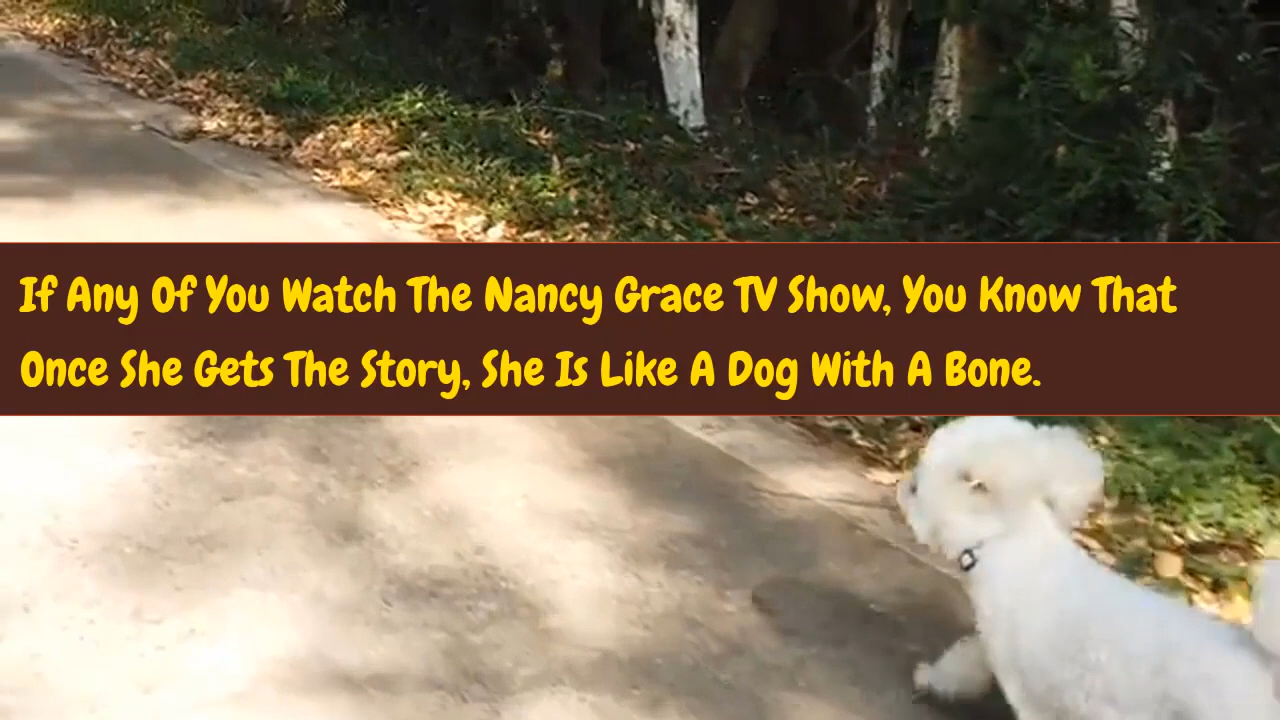 If Any Of You Watch The Nancy Grace TV Show, You Know That
Once She Gets The Story, She Is Like A Dog With A Bone.